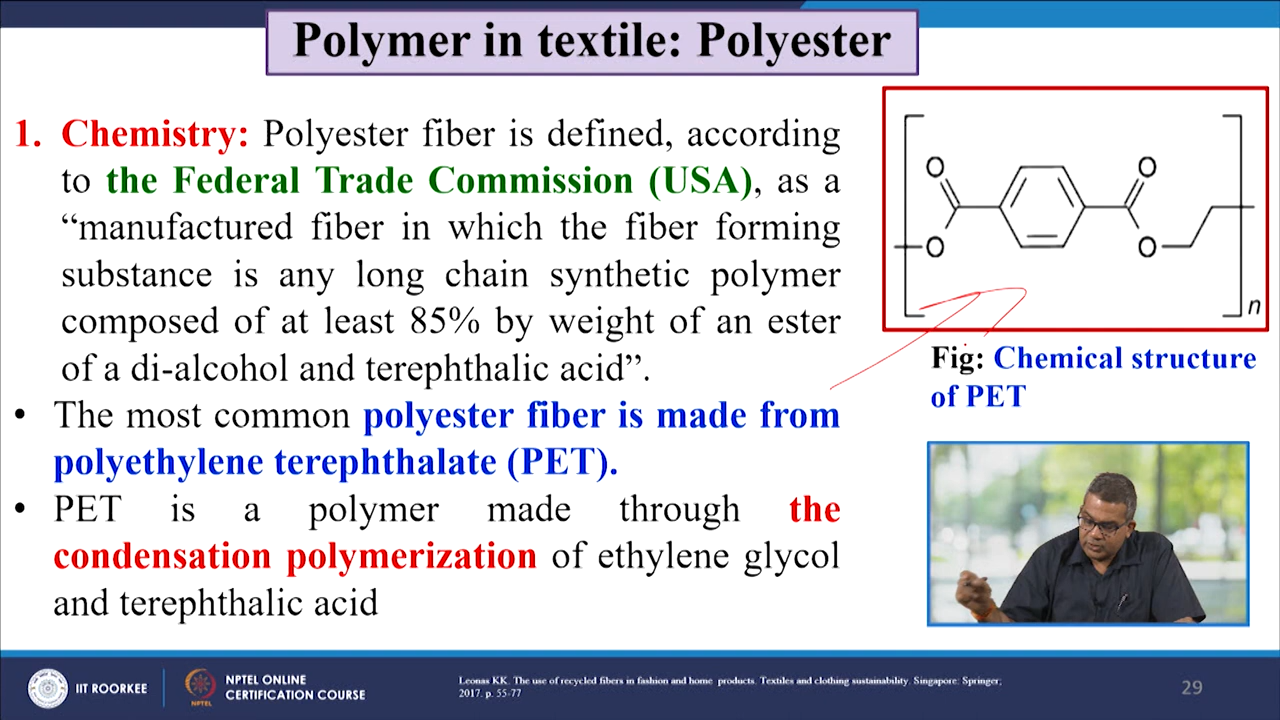 Polymer in textile: Polyester
1. Chemistry: Polyester fiber is defined, according
to the Federal Trade Commission (USA), as a
“manufactured fiber in which the fiber forming
substance is any long chain synthetic polymer
composed of at least 85% by weight of an ester
of a di-alcohol and terephthalic acid”.
• The most common polyester fiber is made from
polyethylene terephthalate (PET).
• PET is a polymer made through the
condensation polymerization of ethylene glycol
and terephthalic acid
O
O
O
O
n
Fig: Chemical structure
of PET
IIT ROORKEE
NPTEL
NPTEL ONLINE
CERTIFICATION COURSE
Leonas KK. The use of recycled fibers in fashion and home products. Textiles and clothing sustainability. Singapore: Springer;
2017. p. 55-77
29